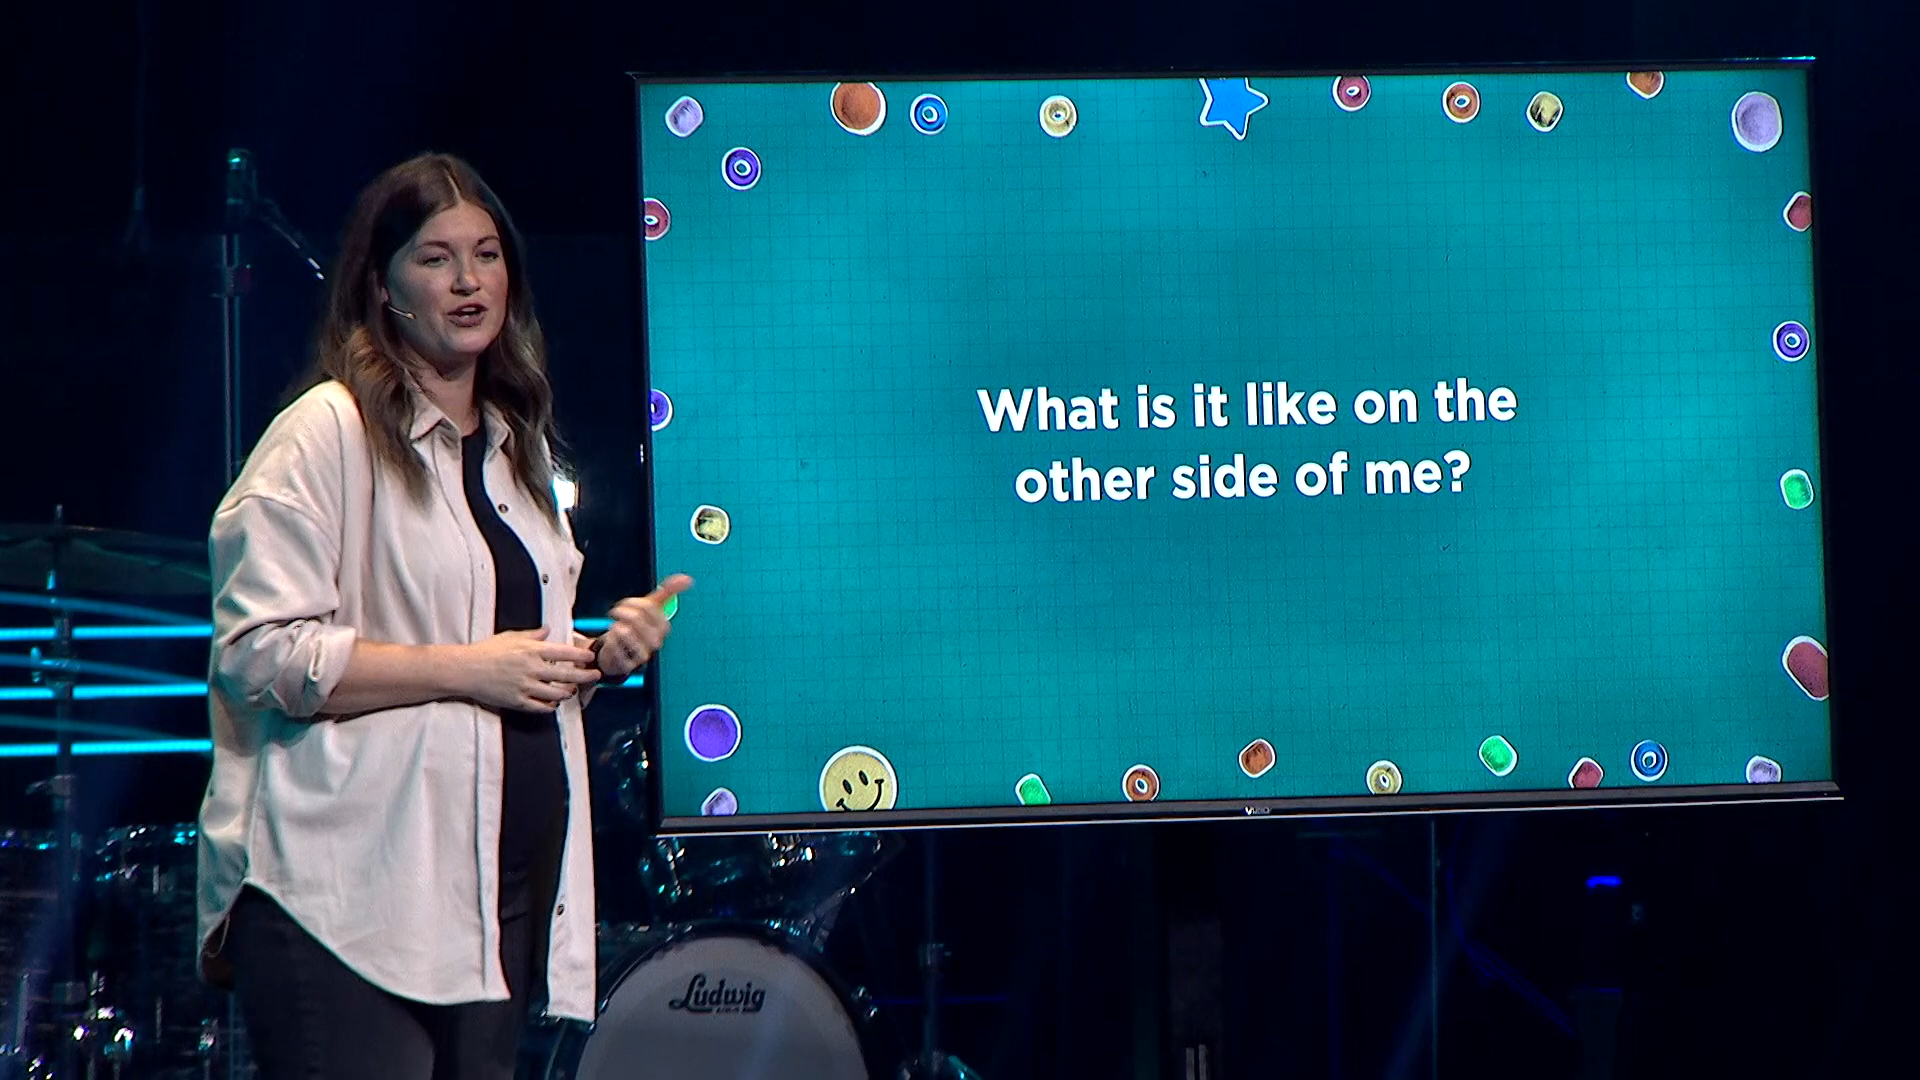 What is it like on the
other side of me?
Ludwig